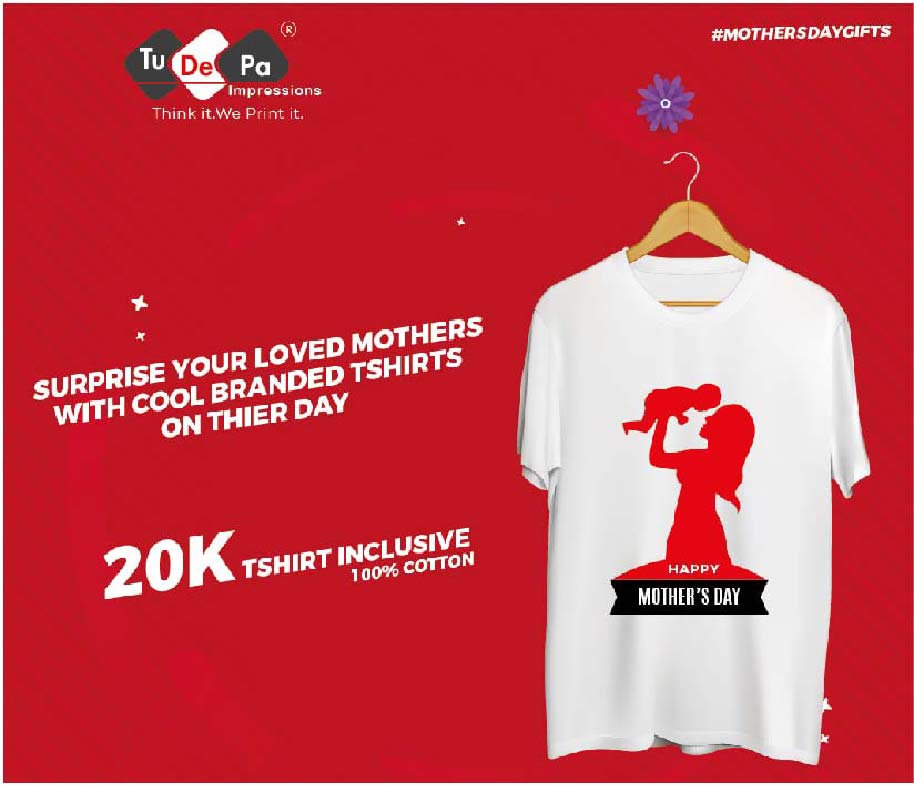 Tu De Pa ®
Impressions
Think it.We Print it.
#MOTHERSDAYGIFTS
SURPRISE YOUR LOVED MOTHERS
WITH COOL BRANDED TSHIRTS
ON THIER DAY
20K TSHIRT INCLUSIVE
100% COTTON
HAPPY
MOTHER'S DAY